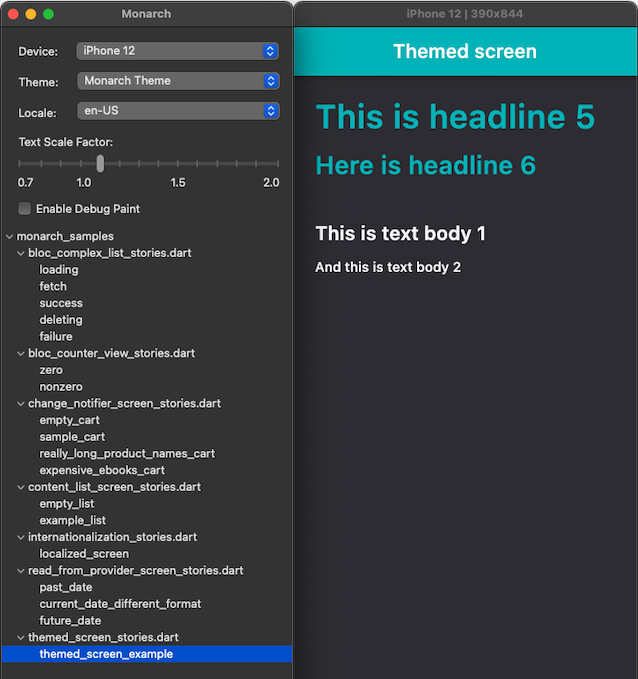 Monarch
Device:
iPhone 12
Theme:
Monarch Theme
Locale:
en-US
Text Scale Factor:
0.7 1.0 1.5 2.0
Enable Debug Paint
monarch_samples
bloc_complex_list_stories.dart
loading
fetch
success
deleting
failure
bloc_counter_view_stories.dart
zero
nonzero
change_notifier_screen_stories.dart
empty_cart
sample_cart
really_long_product_names_cart
expensive_ebooks_cart
content_list_screen_stories.dart
empty_list
example_list
internationalization_stories.dart
localized_screen
read_from_provider_screen_stories.dart
past_date
current_date_different_format
future_date
themed_screen_stories.dart
themed_screen_example
iPhone 12 | 390x844
Themed screen
This is headline 5
Here is headline 6
This is text body 1
And this is text body 2